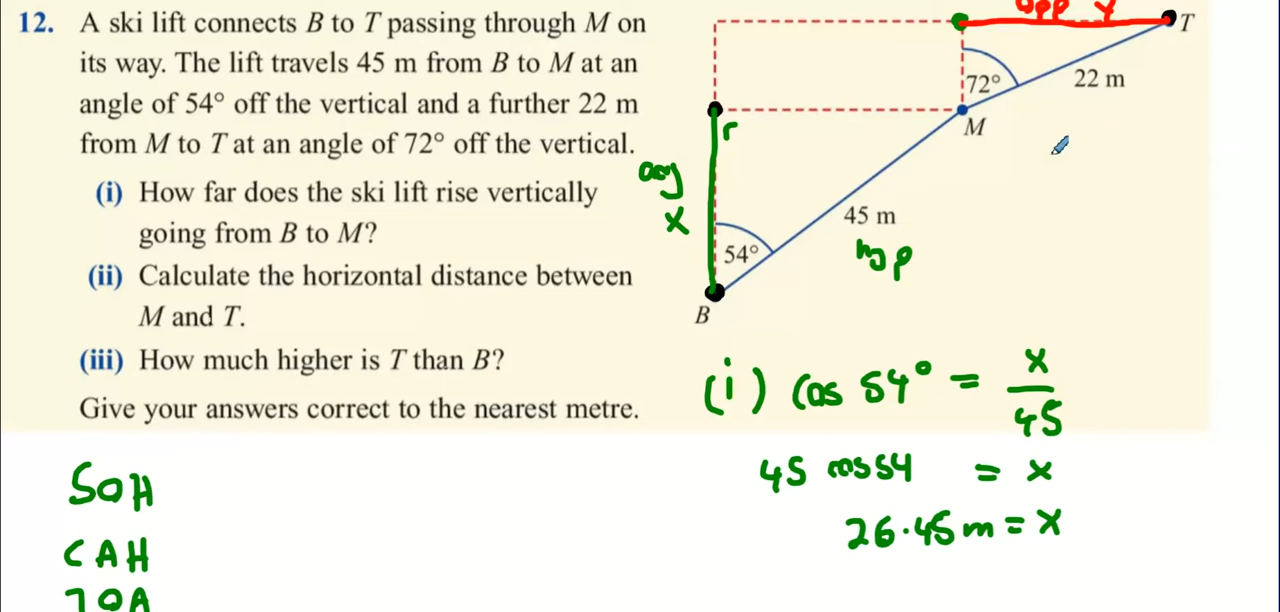 12. A ski lift connects B to T passing through M on
its way. The lift travels 45 m from B to M at an
angle of 54° off the vertical and a further 22 m
from M to T at an angle of 72° off the vertical.
(i) How far does the ski lift rise vertically
going from B to M?
(ii) Calculate the horizontal distance between
M and T.
(iii) How much higher is T than B?
Give your answers correct to the nearest metre.
opp Y
T
72°
22 m
M
r
x
45 m
hyp
54°
B
(i) Cos 54° = x/45
45 cos54 = x
26.45m = x
SOH
CAH
TOA